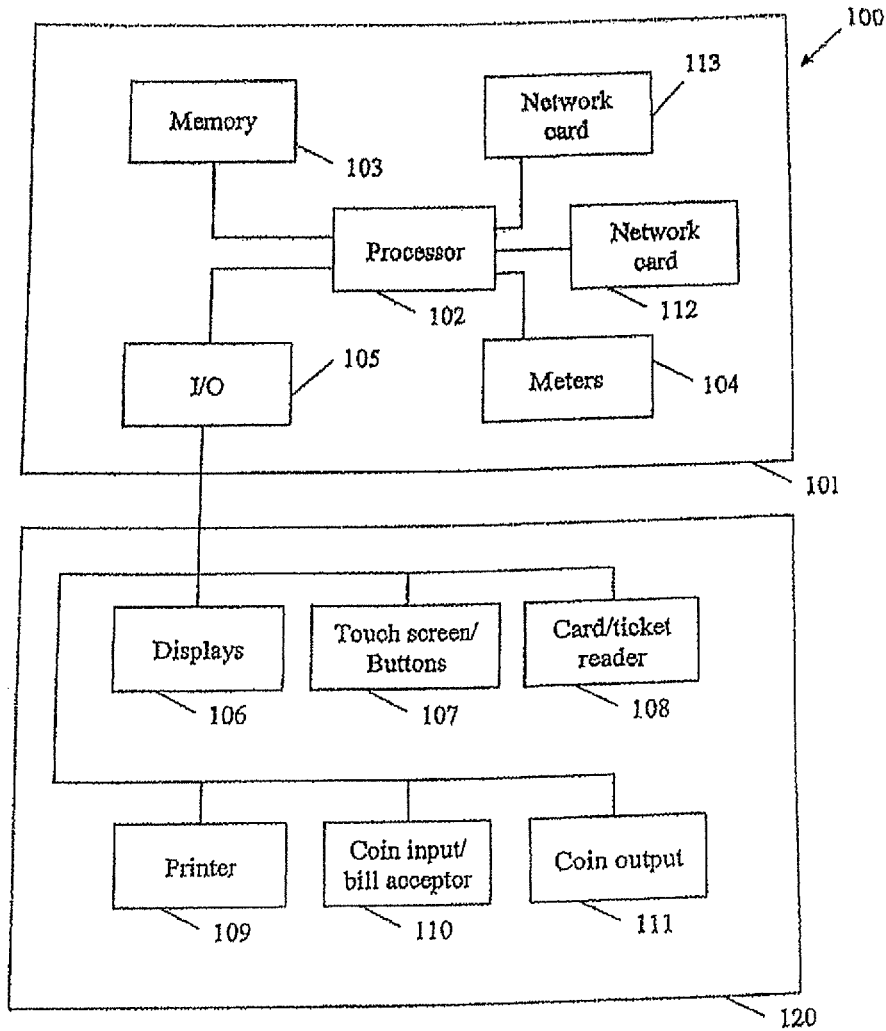 100
113
Memory
Network
card
103
Processor
Network
card
102
112
105
I/O
Meters
104
101
Displays
Touch screen/
Buttons
Card/ticket
reader
106
107
108
Printer
Coin input/
bill acceptor
Coin output
109
110
111
120